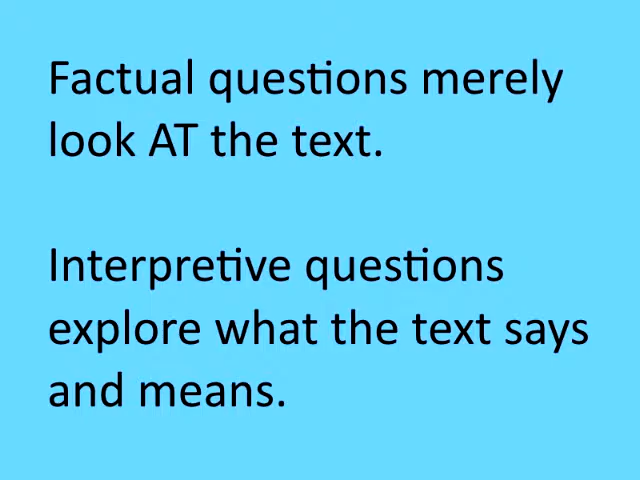 Factual questions merely
look AT the text.
Interpretive questions
explore what the text says
and means.